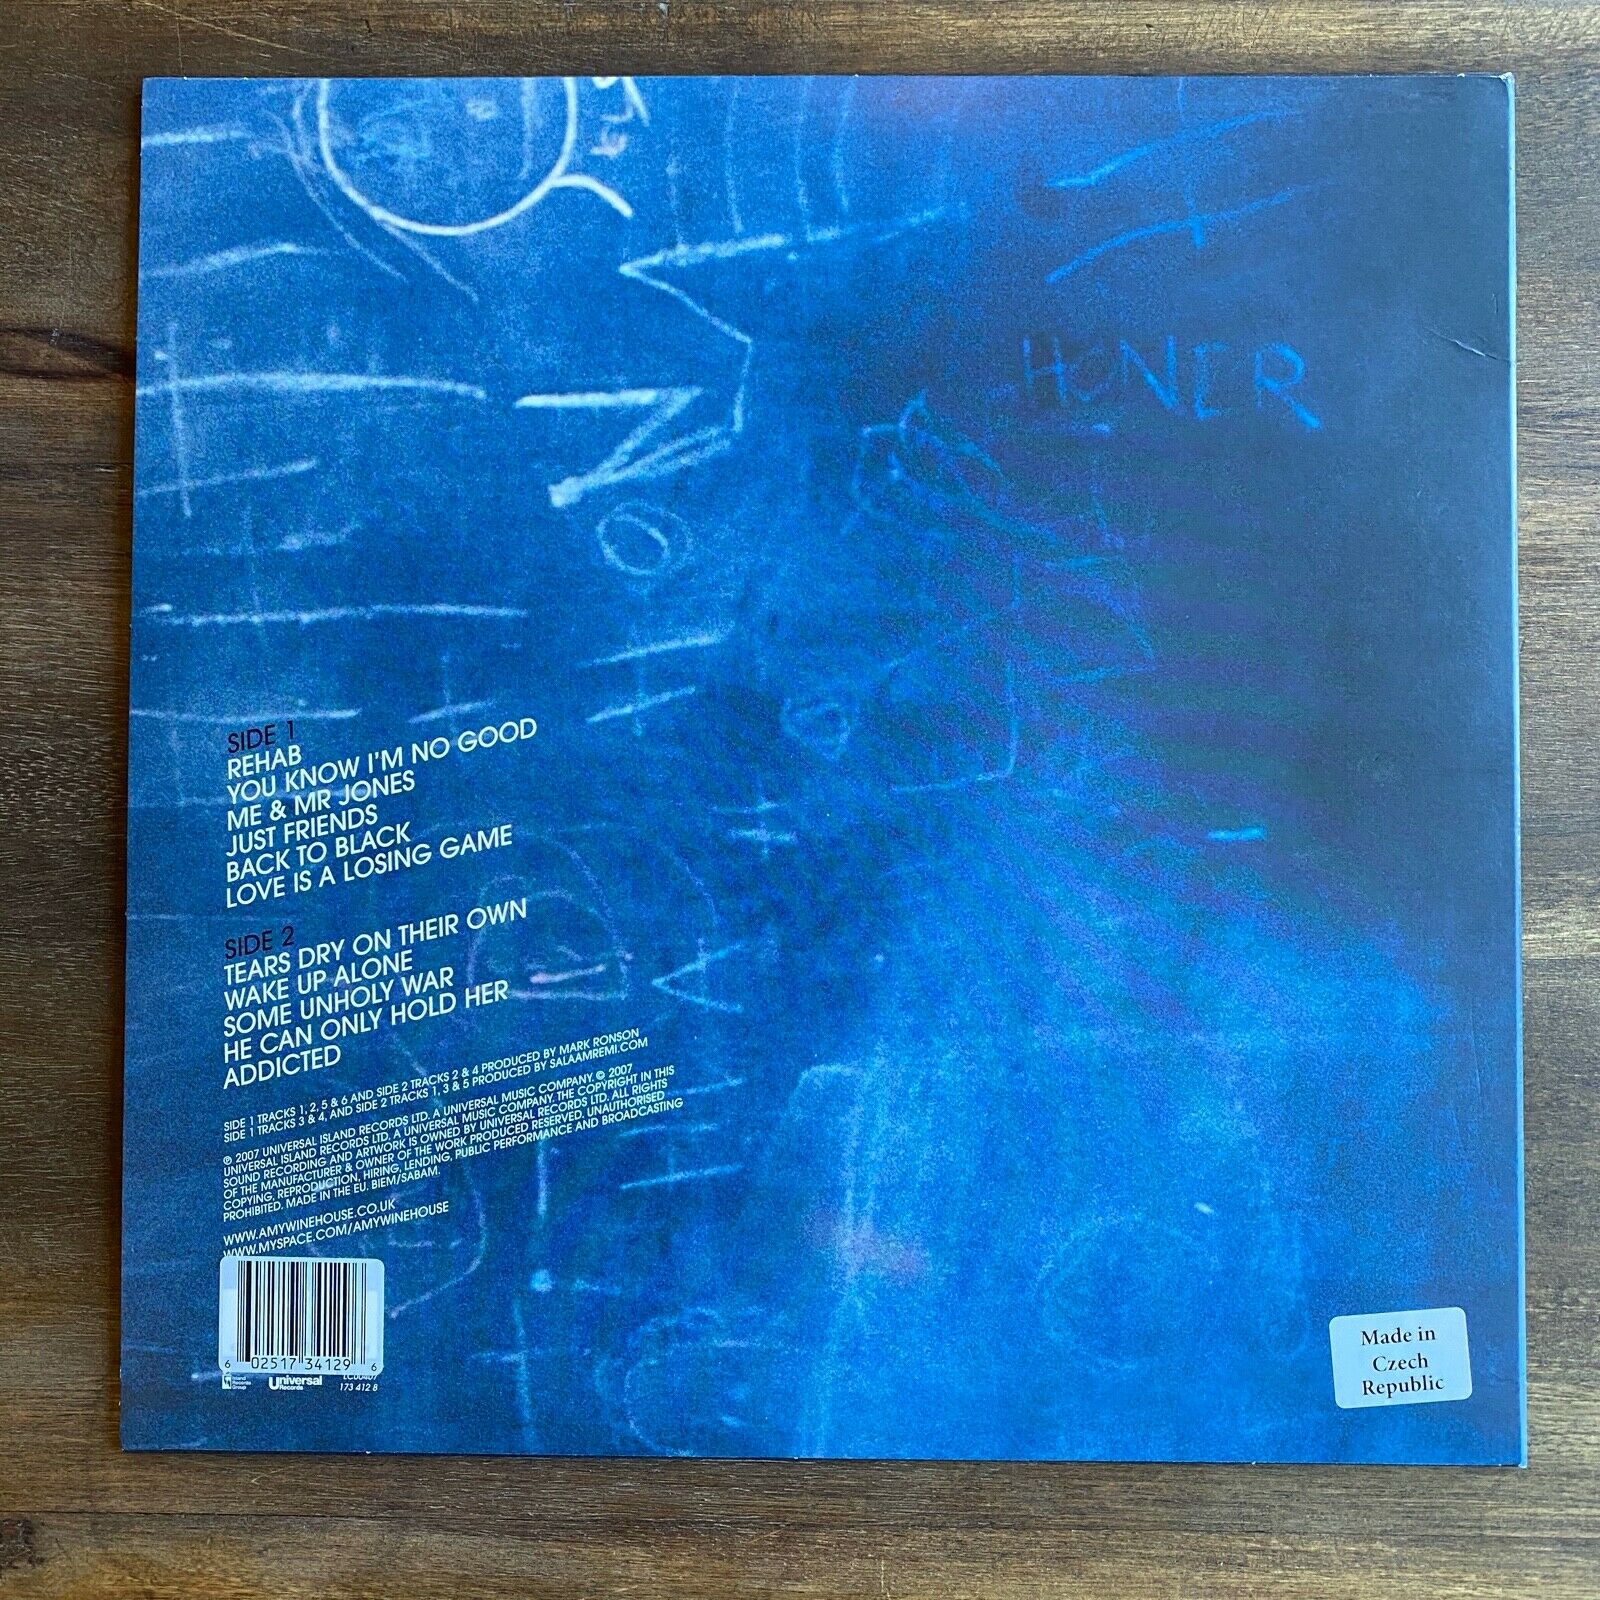 HONER
SIDE 1
REHAB
YOU KNOW I'M NO GOOD
ME & MR JONES
JUST FRIENDS
BACK TO BLACK
LOVE IS A LOSING GAME
SIDE 2
TEARS DRY ON THEIR OWN
WAKE UP ALONE
SOME UNHOLY WAR
HE CAN ONLY HOLD HER
ADDICTED
SIDE 1 TRACKS 1, 2, 5 & 6 AND SIDE 2 TRACKS 2 & 4 PRODUCED BY MARK RONSON
SIDE 1 TRACKS 3 & 4, AND SIDE 2 TRACKS 1, 3 & 5 PRODUCED BY SALAAMREMI.COM
℗ 2007 UNIVERSAL ISLAND RECORDS LTD. A UNIVERSAL MUSIC COMPANY. © 2007
UNIVERSAL ISLAND RECORDS LTD. A UNIVERSAL MUSIC COMPANY. THE COPYRIGHT IN THIS
SOUND RECORDING AND ARTWORK IS OWNED BY UNIVERSAL RECORDS LTD. ALL RIGHTS
OF THE MANUFACTURER & OWNER OF THE WORK PRODUCED RESERVED. UNAUTHORISED
COPYING, REPRODUCTION, HIRING, LENDING, PUBLIC PERFORMANCE AND BROADCASTING
PROHIBITED. MADE IN THE EU. BIEM/SABAM.
WWW.AMYWINEHOUSE.CO.UK
WWW.MYSPACE.COM/AMYWINEHOUSE
6 02517 34129 6
Island
Records
Group
Universal
Records
LC00407
173 412 8
Made in
Czech
Republic